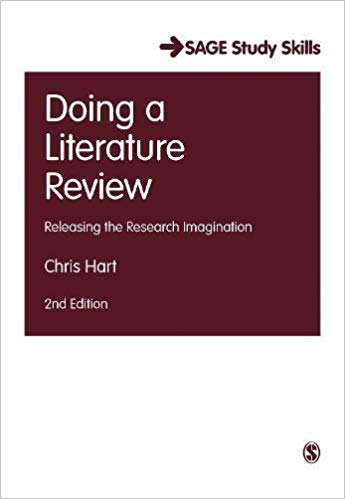 SAGE Study Skills
Doing a
Literature
Review
Releasing the Research Imagination
Chris Hart
2nd Edition
S